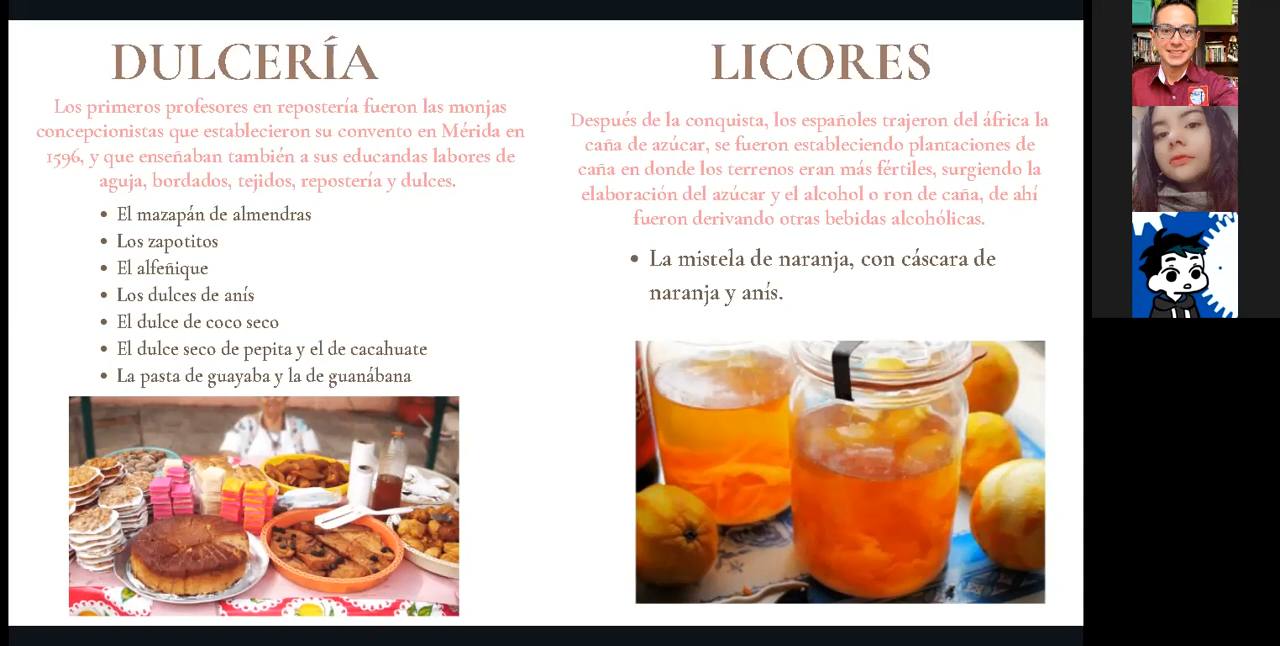 DULCERÍA
Los primeros profesores en repostería fueron las monjas
concepcionistas que establecieron su convento en Mérida en
1596, y que enseñaban también a sus educandas labores de
aguja, bordados, tejidos, repostería y dulces.
• El mazapán de almendras
• Los zapotitos
• El alfeñique
• Los dulces de anís
• El dulce de coco seco
• El dulce seco de pepita y el de cacahuate
• La pasta de guayaba y la de guanábana
LICORES
Después de la conquista, los españoles trajeron del áfrica la
caña de azúcar, se fueron estableciendo plantaciones de
caña en donde los terrenos eran más fértiles, surgiendo la
elaboración del azúcar y el alcohol o ron de caña, de ahí
fueron derivando otras bebidas alcohólicas.
• La mistela de naranja, con cáscara de
naranja y anís.